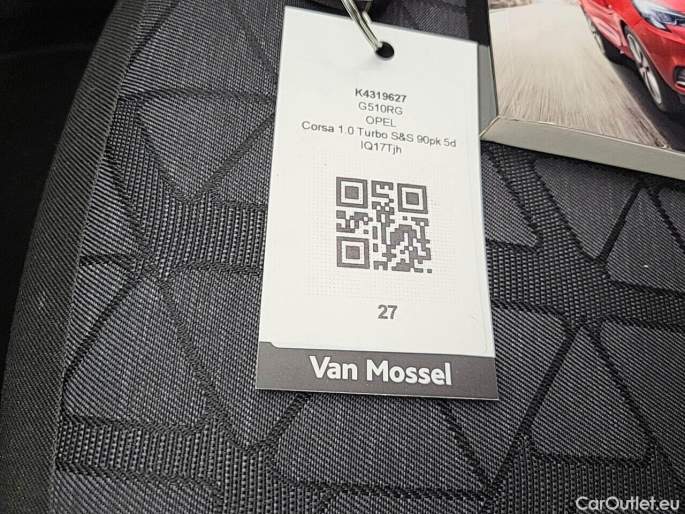 K4319627
G510RG
OPEL
Corsa 1.0 Turbo S&S 90pk 5d
IQ17Tjh
27
Van Mossel
CarOutlet.eu